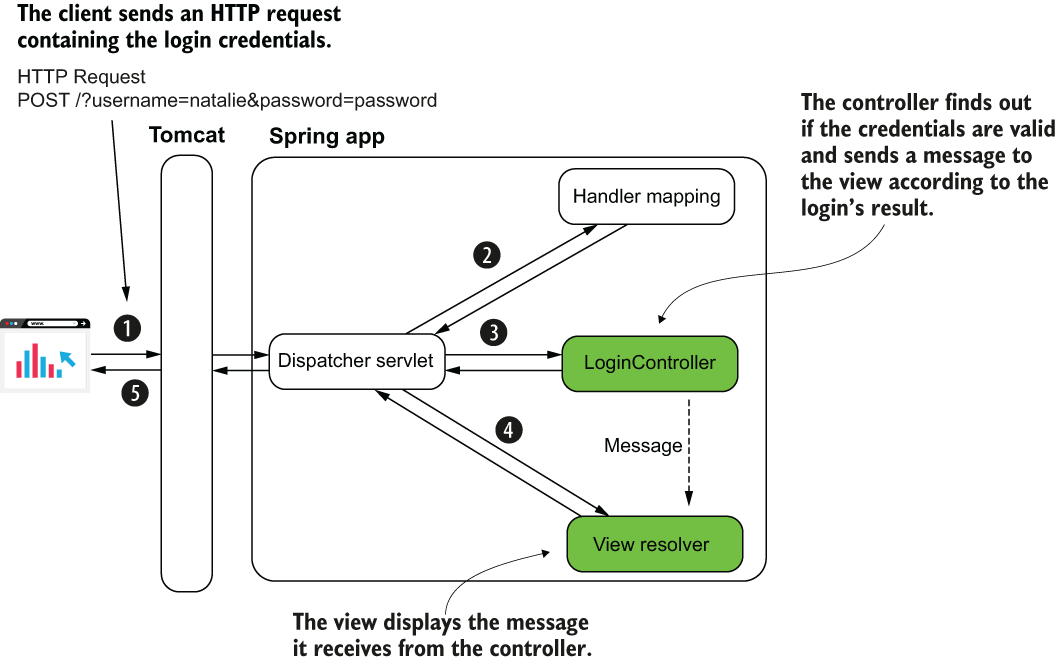 The client sends an HTTP request
containing the login credentials.
HTTP Request
POST /?username=natalie&password=password
Tomcat
Spring app
The controller finds out
if the credentials are valid
and sends a message to
the view according to the
login's result.
Handler mapping
2
1
www.
3
Dispatcher servlet
LoginController
5
4
Message
View resolver
The view displays the message
it receives from the controller.